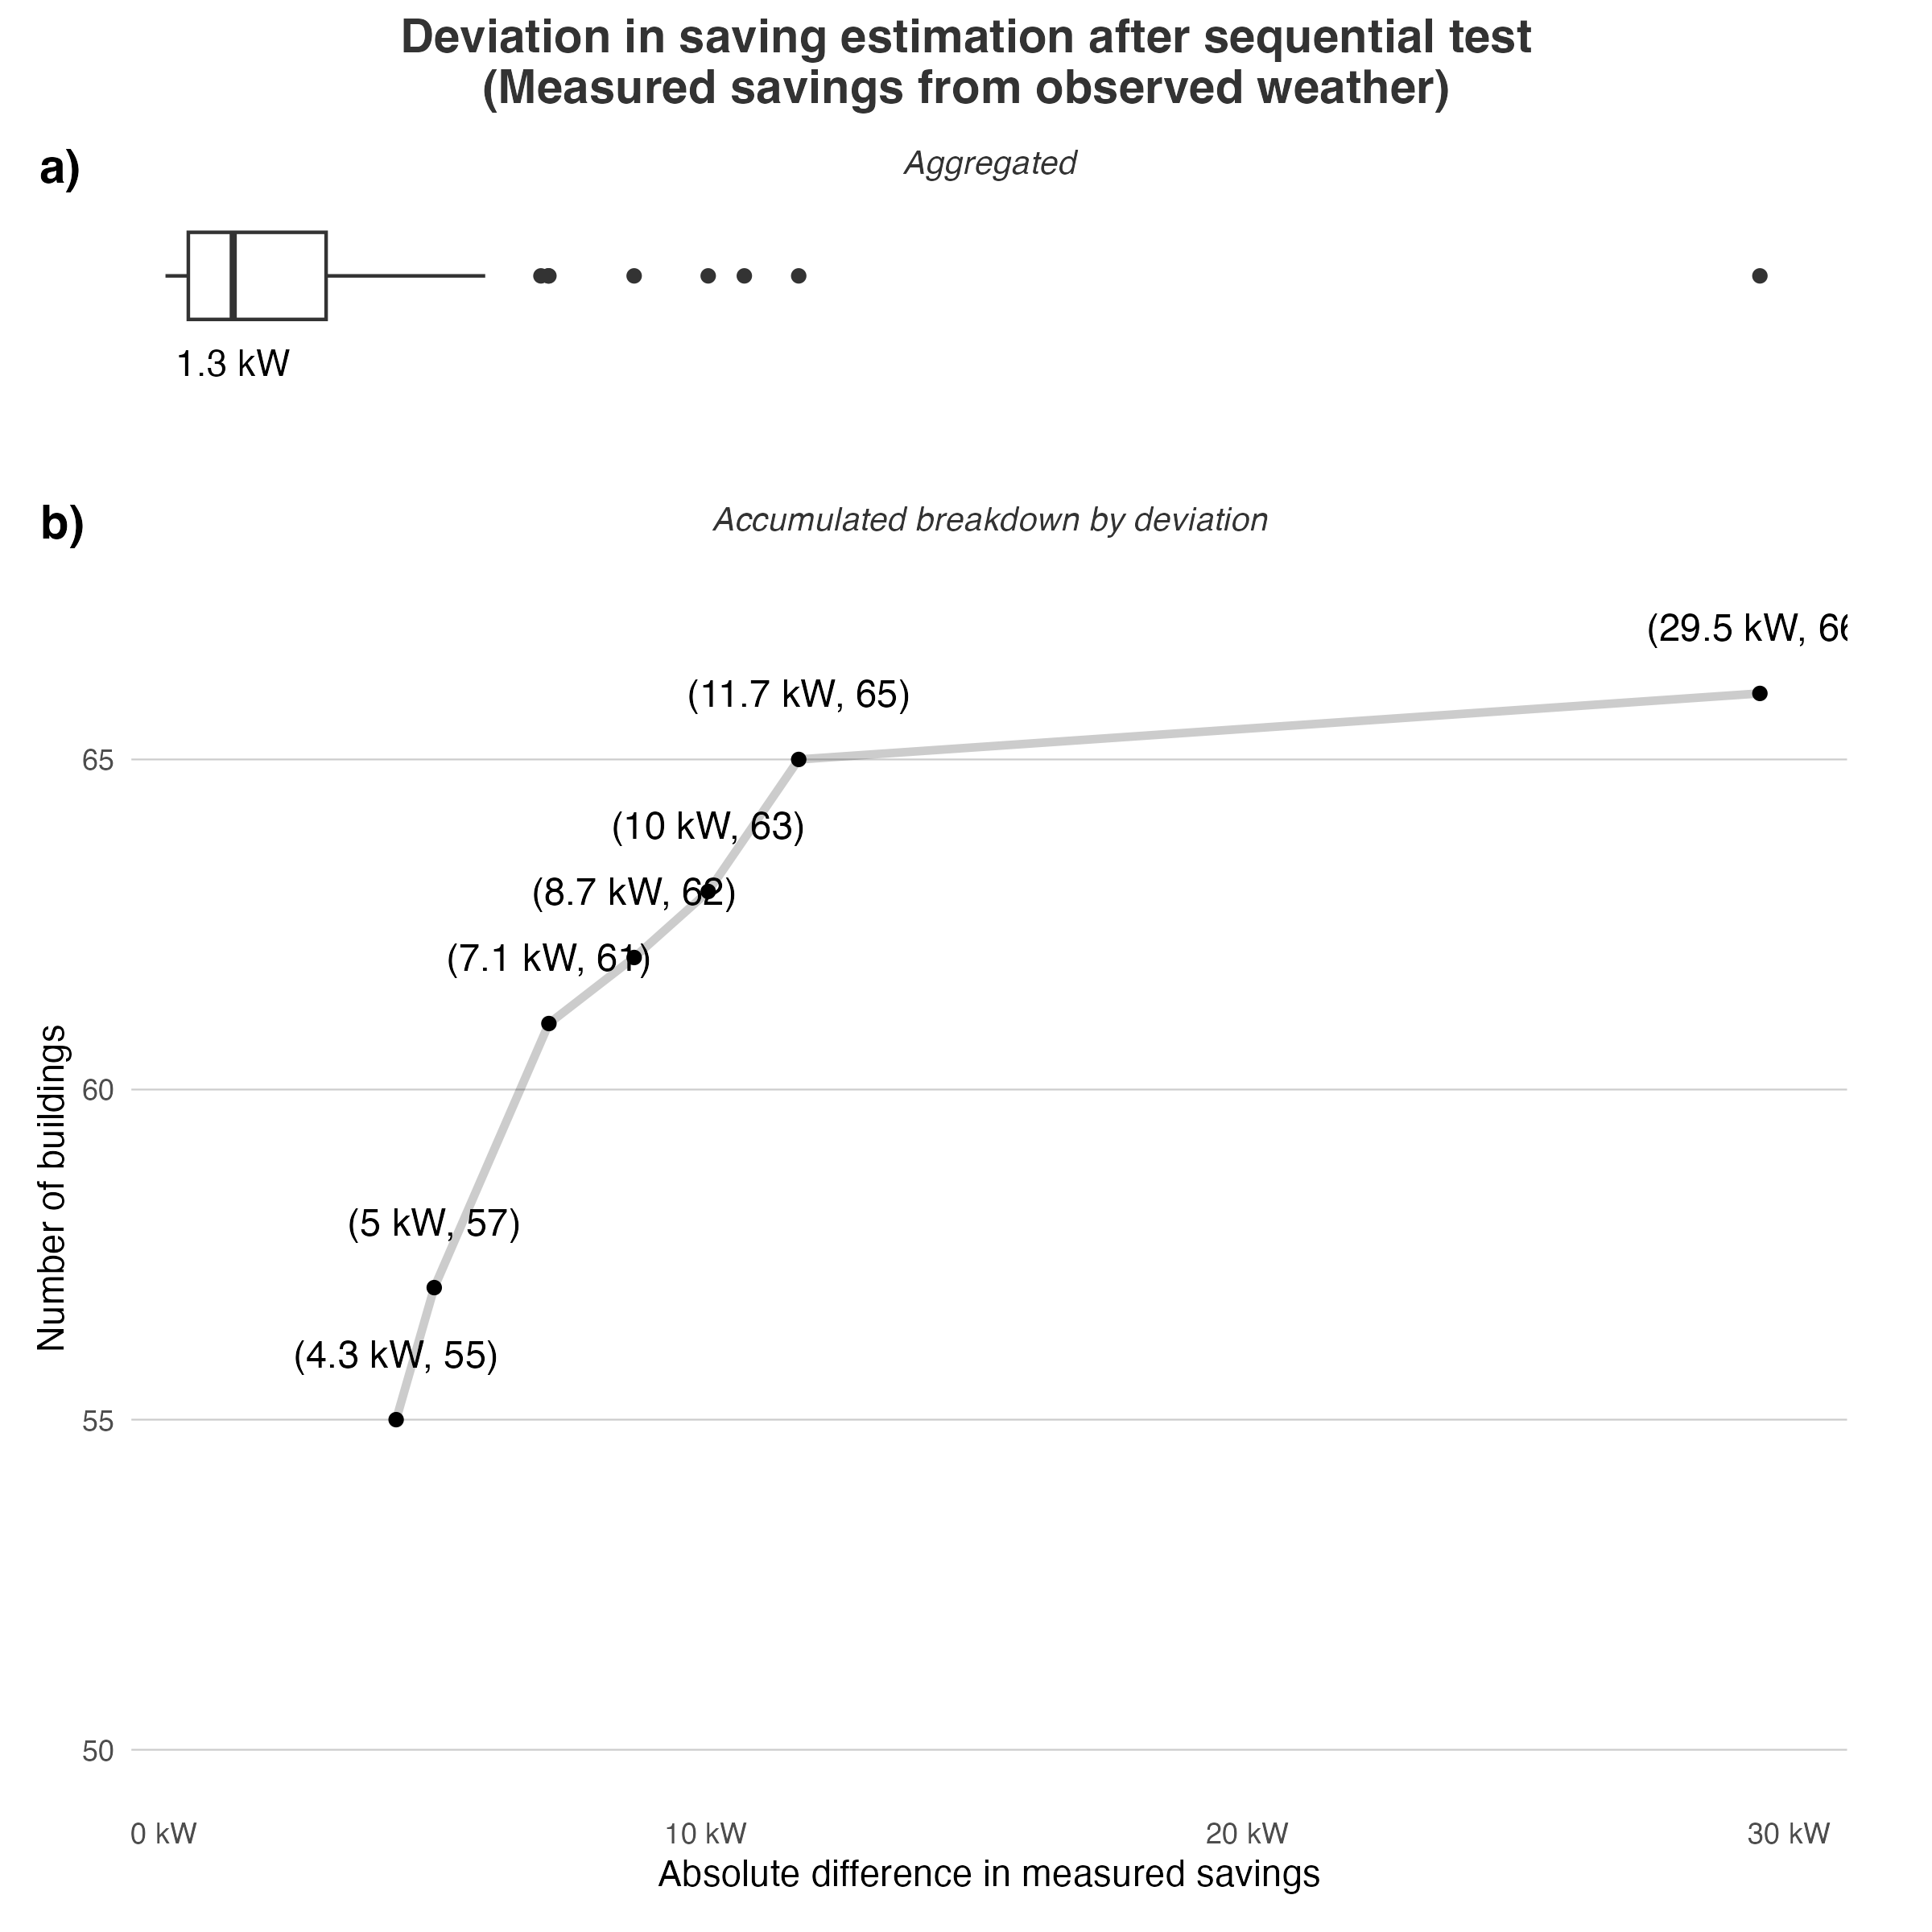 Deviation in saving estimation after sequential test
(Measured savings from observed weather)
a)
Aggregated
1.3 kW
b)
Accumulated breakdown by deviation
(29.5 kW, 66
(11.7 kW, 65)
65
(10 kW, 63)
(8.7 kW, 62)
(7.1 kW, 61)
60
(5 kW, 57)
(4.3 kW, 55)
55
50
Number of buildings
0 kW
10 kW
20 kW
30 kW
Absolute difference in measured savings